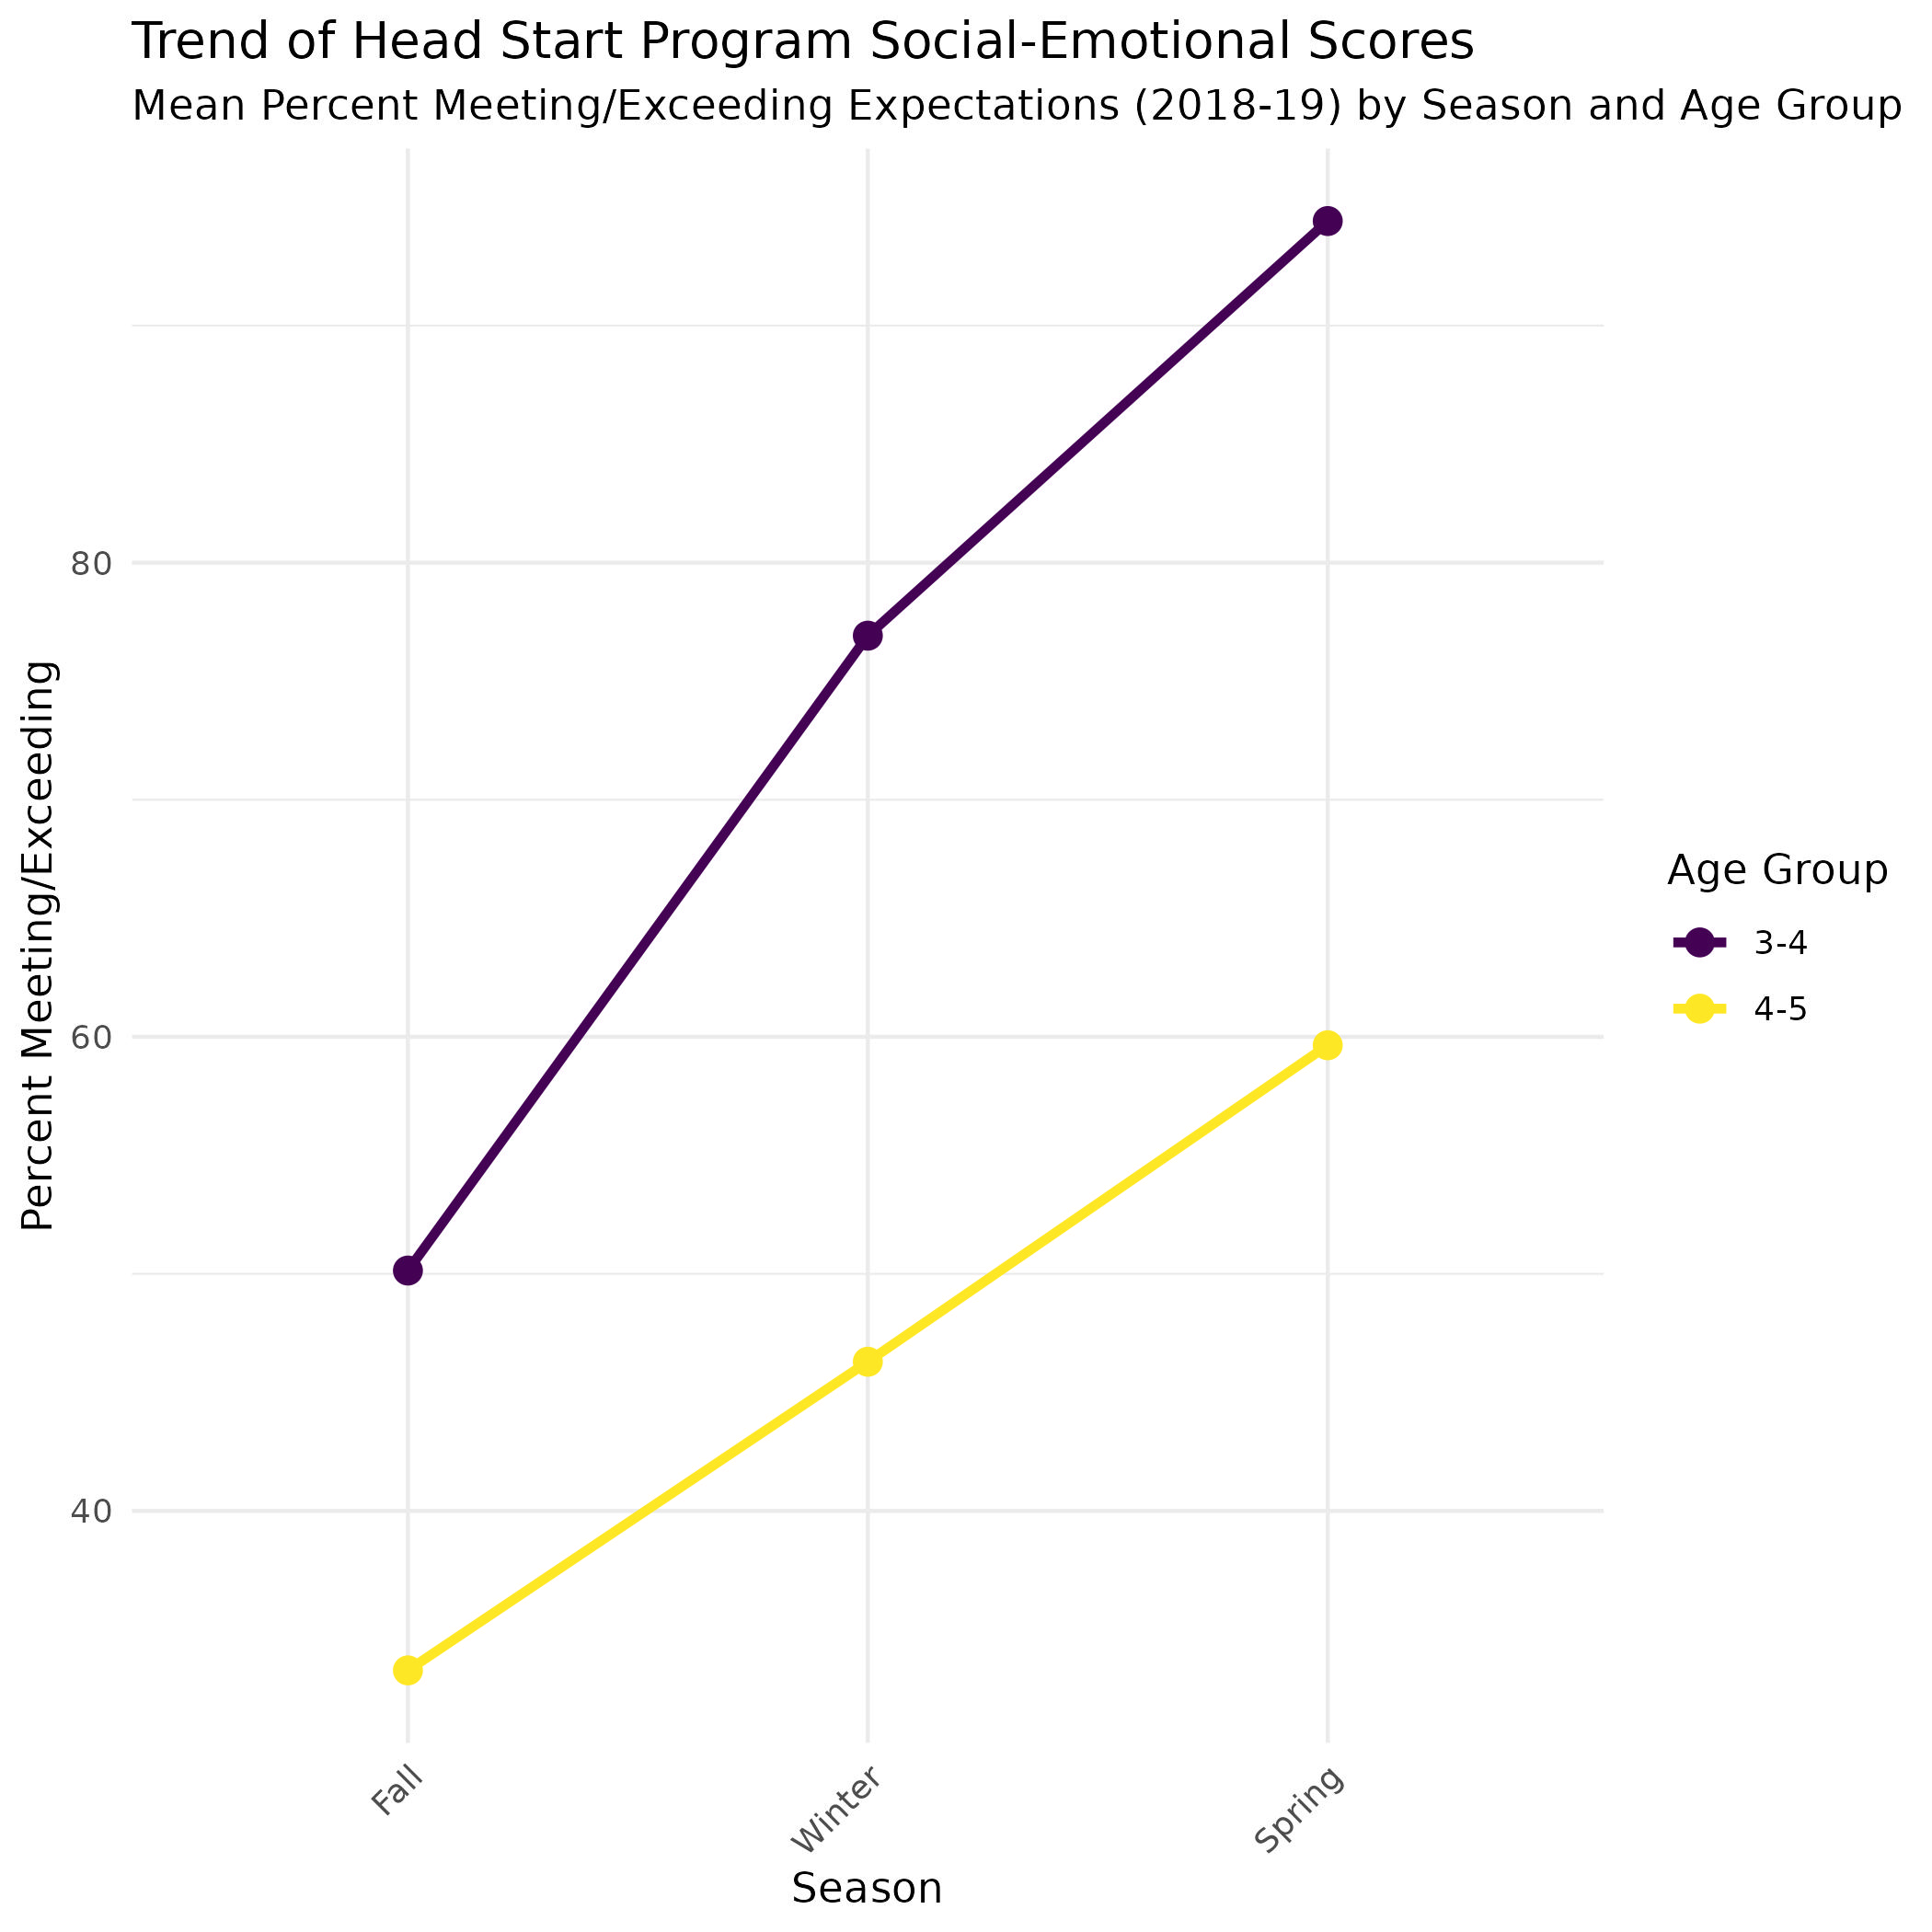 Trend of Head Start Program Social-Emotional Scores
Mean Percent Meeting/Exceeding Expectations (2018-19) by Season and Age Group
Percent Meeting/Exceeding
80
60
40
Fall
Winter
Spring
Season
Age Group
3-4
4-5